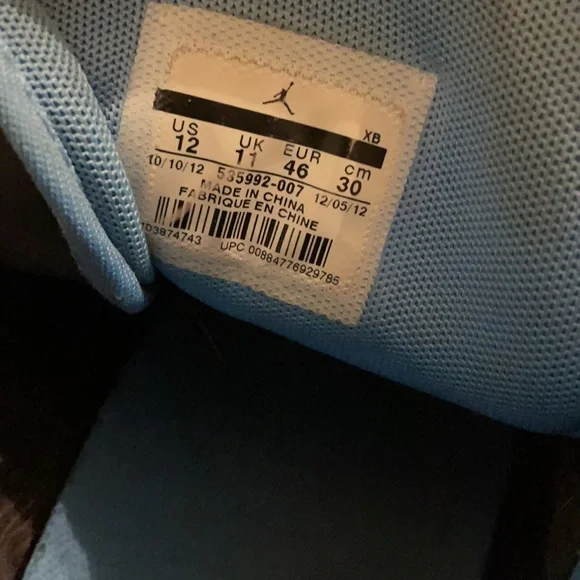 XB
US UK EUR cm
12 11 46 30
10/10/12 535992-007 12/05/12
MADE IN CHINA
FABRIQUE EN CHINE
UPC 00884776929785